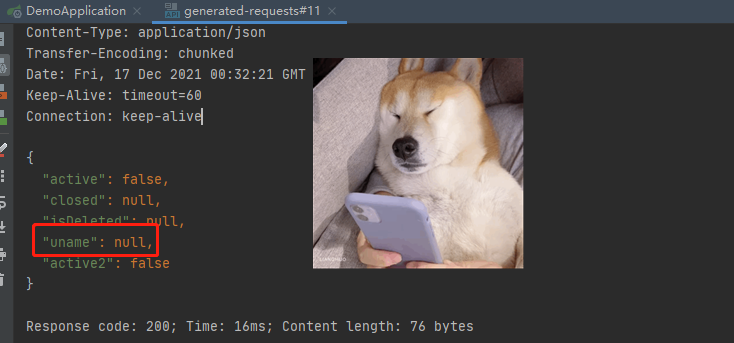 DemoApplication
generated-requests#11
Content-Type: application/json
Transfer-Encoding: chunked
Date: Fri, 17 Dec 2021 00:32:21 GMT
Keep-Alive: timeout=60
Connection: keep-alive
{
"active": false,
"closed": null,
"isDeleted": null,
"uname": null,
"active2": false
}
Response code: 200; Time: 16ms; Content length: 76 bytes